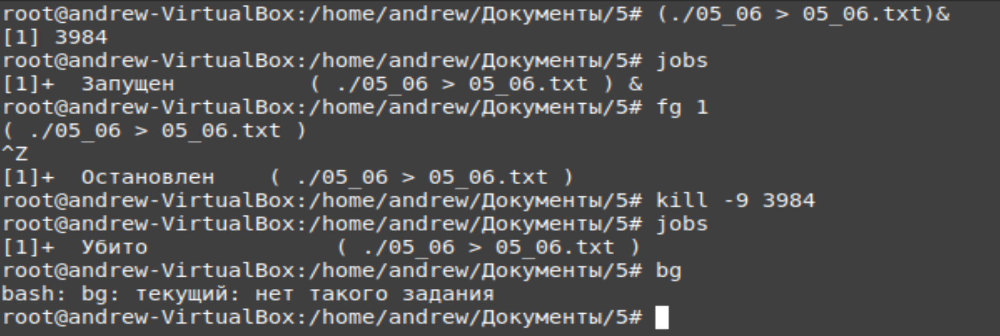 root@andrew-VirtualBox:/home/andrew/Документы/5# (./05_06 > 05_06.txt)&
[1] 3984
root@andrew-VirtualBox:/home/andrew/Документы/5# jobs
[1]+  Запущен          ( ./05_06 > 05_06.txt ) &
root@andrew-VirtualBox:/home/andrew/Документы/5# fg 1
( ./05_06 > 05_06.txt )
^Z
[1]+  Остановлен    ( ./05_06 > 05_06.txt )
root@andrew-VirtualBox:/home/andrew/Документы/5# kill -9 3984
root@andrew-VirtualBox:/home/andrew/Документы/5# jobs
[1]+  Убито              ( ./05_06 > 05_06.txt )
root@andrew-VirtualBox:/home/andrew/Документы/5# bg
bash: bg: текущий: нет такого задания
root@andrew-VirtualBox:/home/andrew/Документы/5#